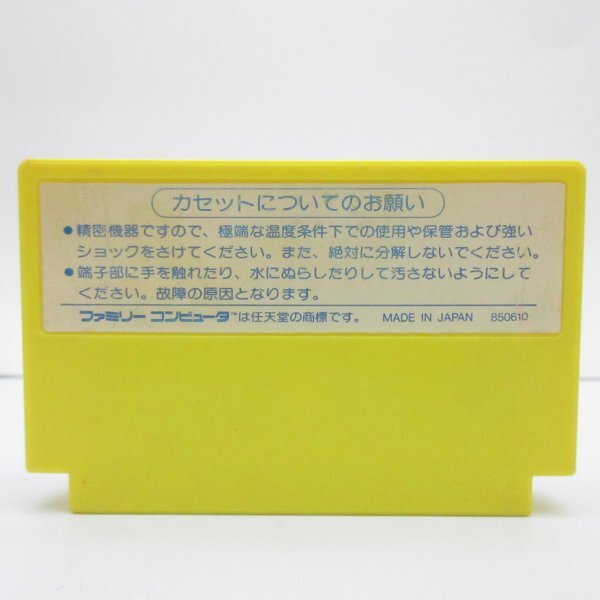 カセットについてのお願い
●精密機器ですので、極端な温度条件下での使用や保管および強い
ショックをさけてください。また、絶対に分解しないでください。
●端子部に手を触れたり、水にぬらしたりして汚さないようにして
ください。故障の原因となります。
ファミリー コンピュータ™は任天堂の商標です。 MADE IN JAPAN 850610